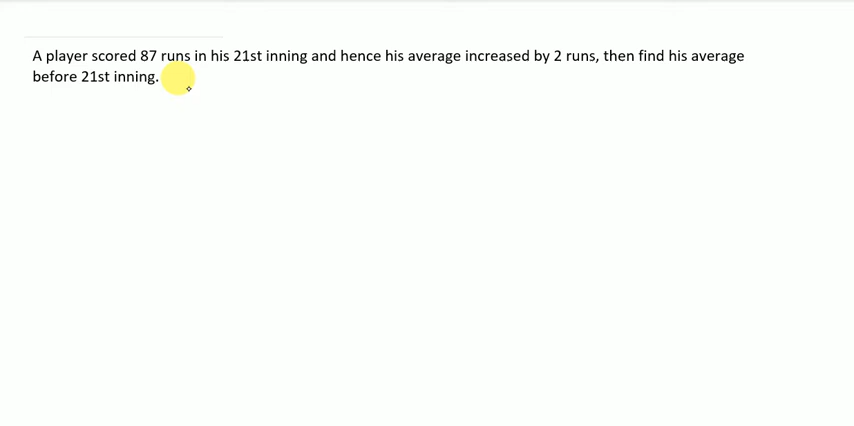 A player scored 87 runs in his 21st inning and hence his average increased by 2 runs, then find his average
before 21st inning.